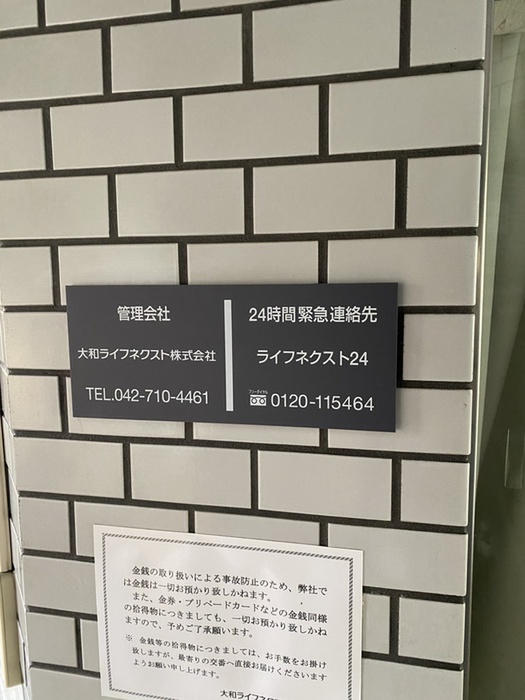 管理会社
大和ライフネクスト株式会社
TEL.042-710-4461
24時間緊急連絡先
ライフネクスト24
フリーダイヤル
0120-115464
金銭の取り扱いによる事故防止のため、弊社で
は金銭は一切お預かり致しかねます。
また、金券・プリペードカードなどの金銭同様
の拾得物につきましても、一切お預かり致しかね
ますので、予めご了承願います。
※ 金銭等の拾得物につきましては、お手数をお掛け
致しますが、最寄りの交番へ直接お届けくださいます
ようお願い申し上げます。
大和ライフネ